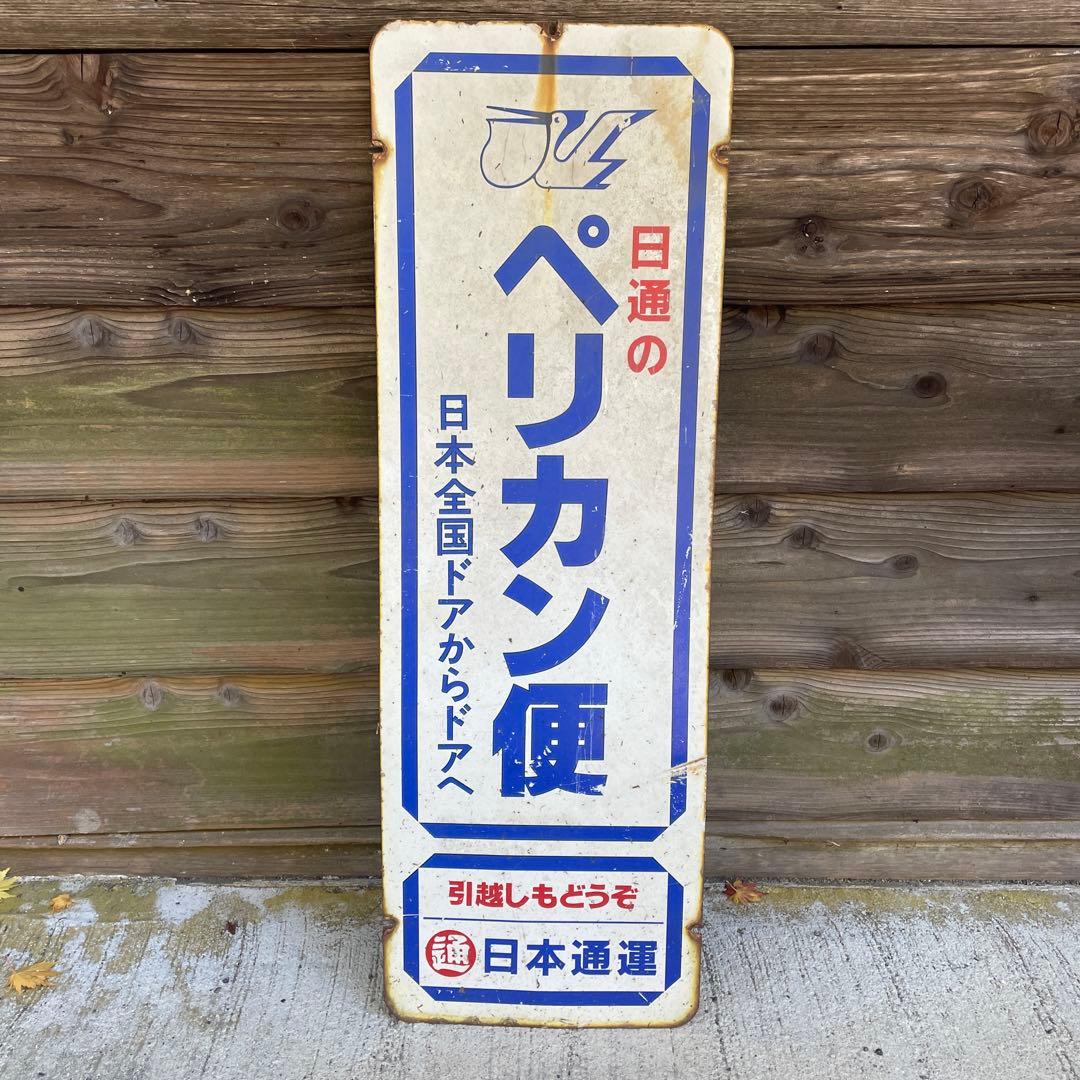 日通の
ペリカン便
日本全国ドアからドアへ
引越しもどうぞ
通 日本通運